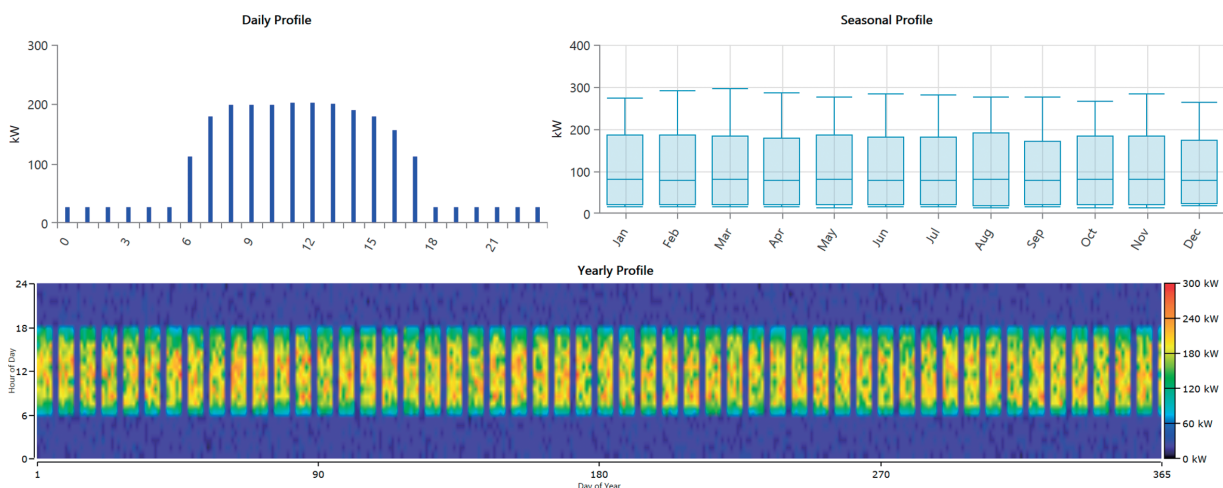 Daily Profile
300
200
100
0
kW
0
3
6
9
12
15
18
21
Seasonal Profile
400
300
200
100
0
kW
Jan
Feb
Mar
Apr
May
Jun
Jul
Aug
Sep
Oct
Nov
Dec
Yearly Profile
24
18
12
6
0
Hour of Day
1
90
180
270
365
Day of Year
300 kW
240 kW
180 kW
120 kW
60 kW
0 kW